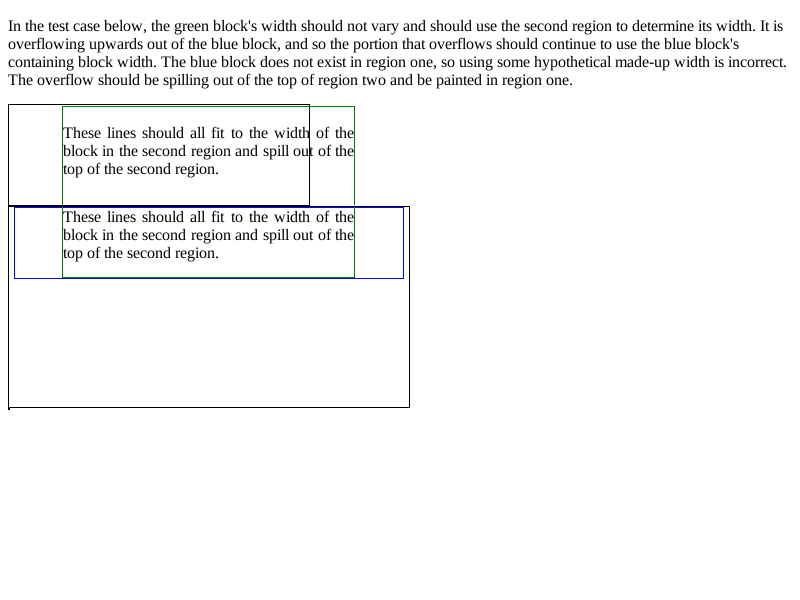 In the test case below, the green block's width should not vary and should use the second region to determine its width. It is
overflowing upwards out of the blue block, and so the portion that overflows should continue to use the blue block's
containing block width. The blue block does not exist in region one, so using some hypothetical made-up width is incorrect.
The overflow should be spilling out of the top of region two and be painted in region one.
These lines should all fit to the width of the
block in the second region and spill out of the
top of the second region.
These lines should all fit to the width of the
block in the second region and spill out of the
top of the second region.